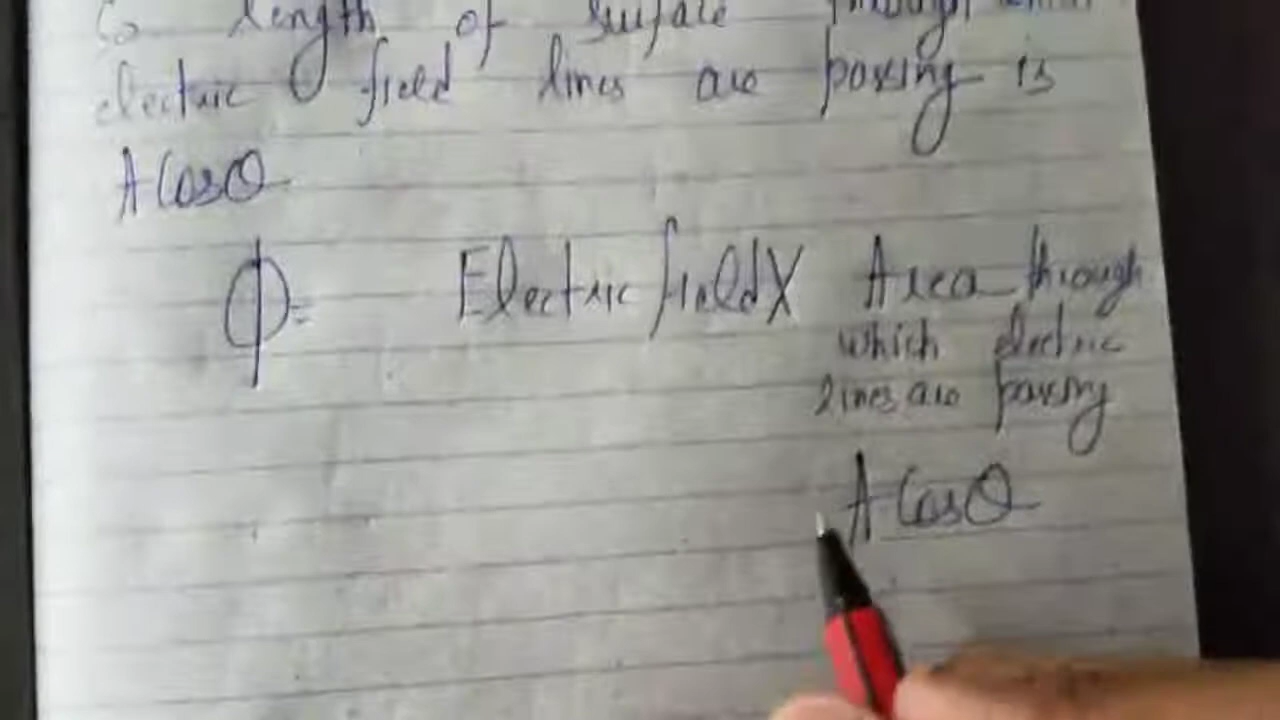 So length of surface through which
electric field lines are passing is
A Cosθ
Φ = Electric field X Area through
which electric
lines are passing
A Cosθ